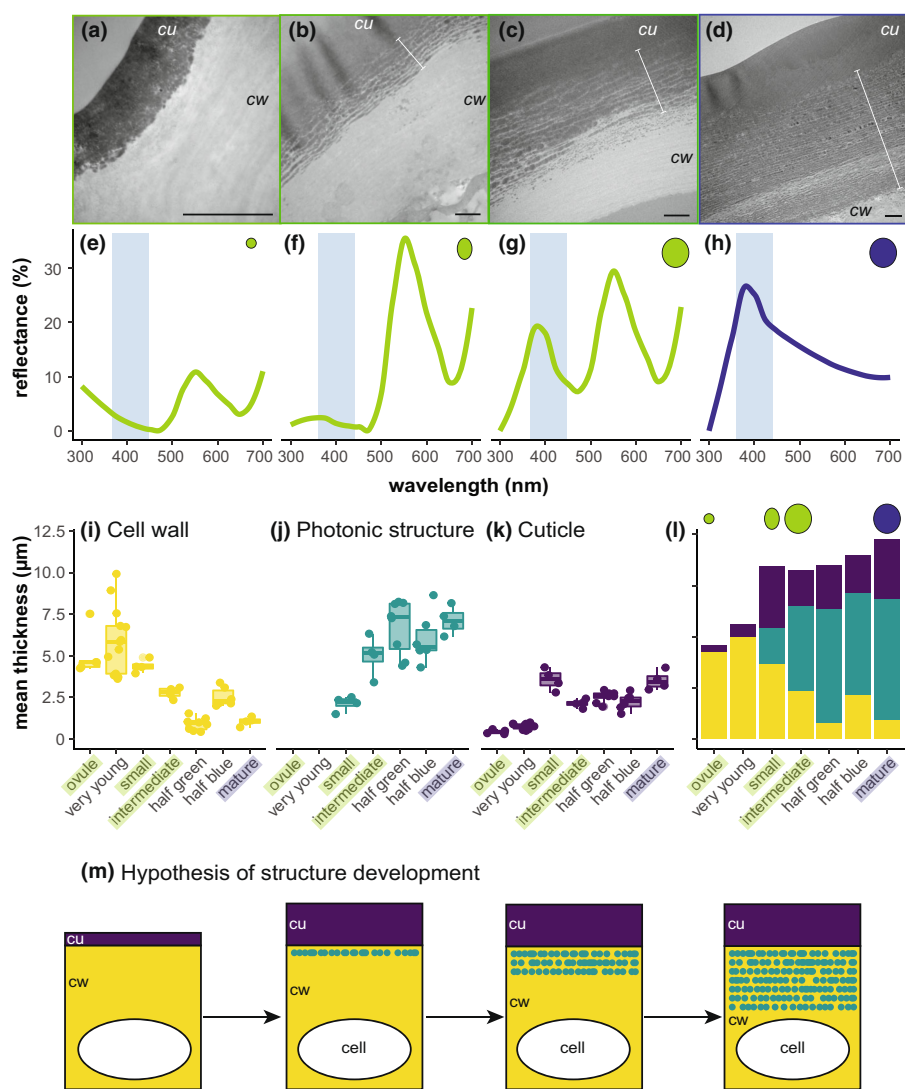 (a) cu cw
(b) cu cw
(c) cu cw
(d) cu cw
(e) (f) (g) (h)
reflectance (%)
30
20
10
0
300 400 500 600 700 300 400 500 600 700 300 400 500 600 700 300 400 500 600 700
wavelength (nm)
(i) Cell wall
(j) Photonic structure
(k) Cuticle
(l)
mean thickness (µm)
12.5
10.0
7.5
5.0
2.5
0
ovule very young small intermediate half green half blue mature
ovule very young small intermediate half green half blue mature
ovule very young small intermediate half green half blue mature
ovule very young small intermediate half green half blue mature
(m) Hypothesis of structure development
cu cu cu cu
cw cw cw cw
cell cell cell